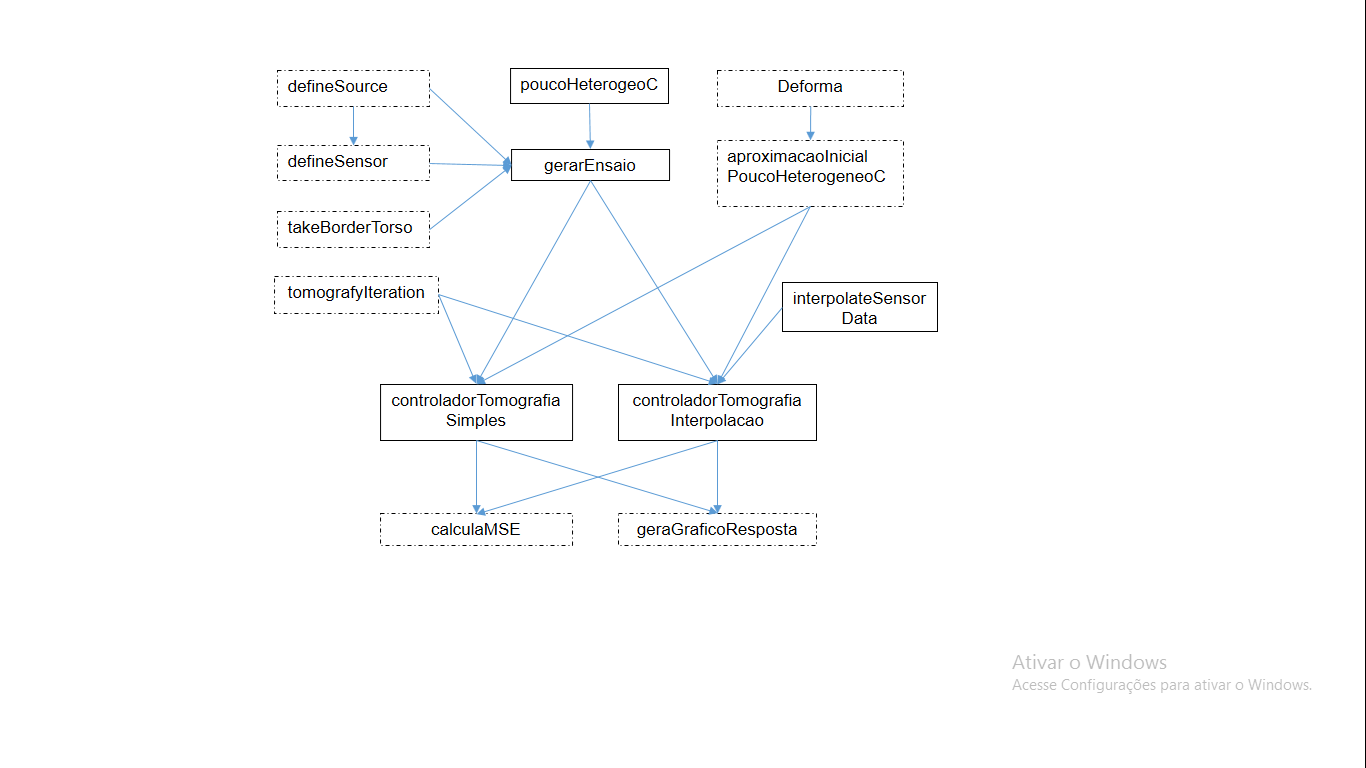 defineSource
poucoHeterogeoC
Deforma
defineSensor
gerarEnsaio
aproximacaoInicial
PoucoHeterogeneoC
takeBorderTorso
tomografyIteration
interpolateSensor
Data
controladorTomografia
Simples
controladorTomografia
Interpolacao
calculaMSE
geraGraficoResposta
Ativar o Windows
Acesse Configurações para ativar o Windows.